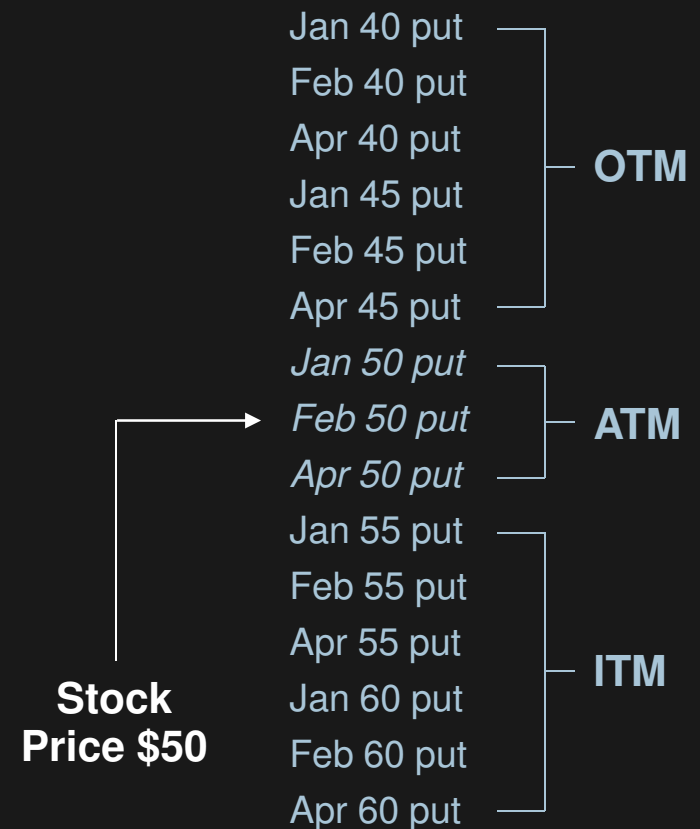 Jan 40 put
Feb 40 put
Apr 40 put
Jan 45 put
Feb 45 put
Apr 45 put
OTM
Jan 50 put
Feb 50 put
Apr 50 put
ATM
Jan 55 put
Feb 55 put
Apr 55 put
Jan 60 put
Feb 60 put
Apr 60 put
ITM
Stock
Price $50